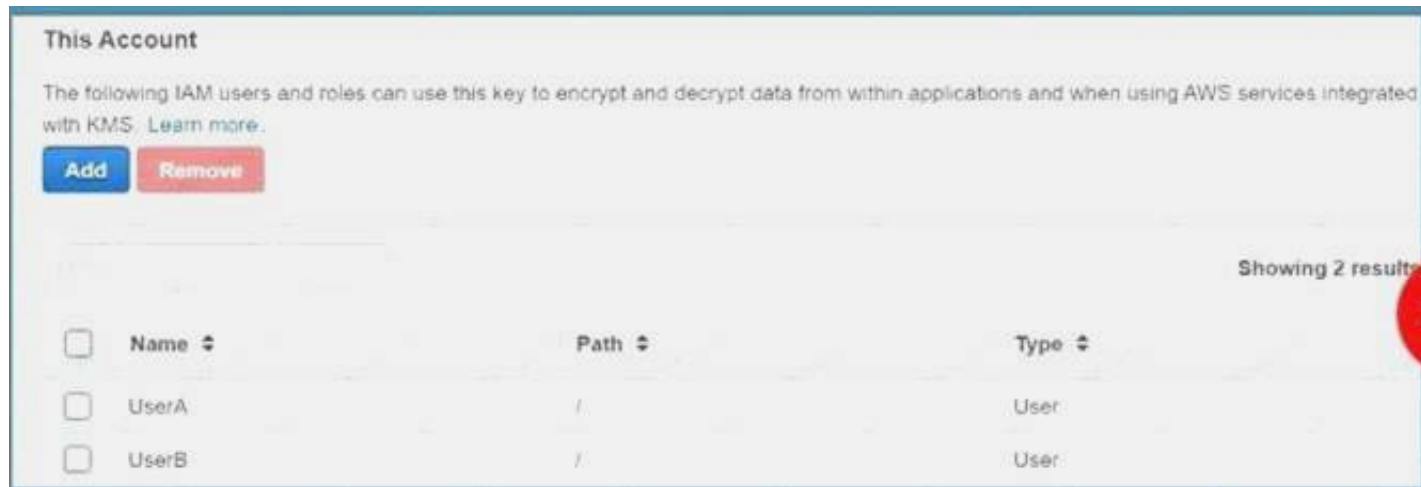 This Account
The following IAM users and roles can use this key to encrypt and decrypt data from within applications and when using AWS services integrated
with KMS. Learn more.
Add Remove
Showing 2 results
Name Path Type
UserA / User
UserB / User